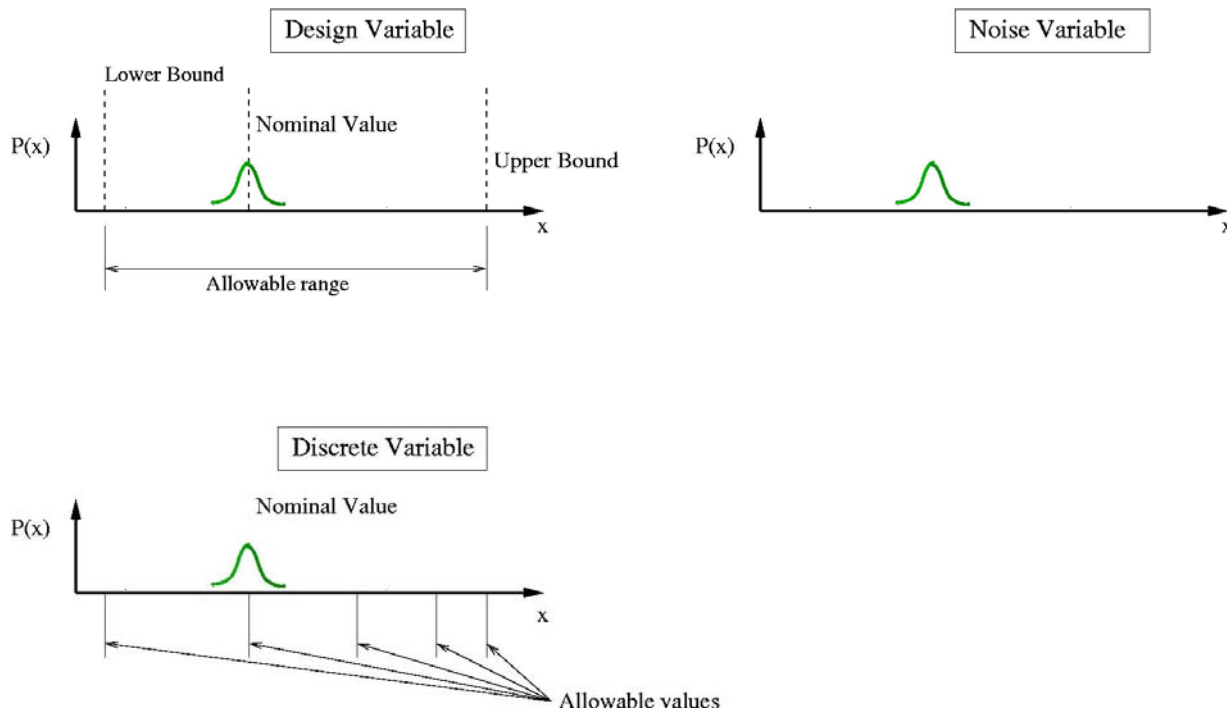 Design Variable
Noise Variable
Lower Bound
Nominal Value
P(x)
Upper Bound
x
Allowable range
P(x)
x
Discrete Variable
Nominal Value
P(x)
x
Allowable values